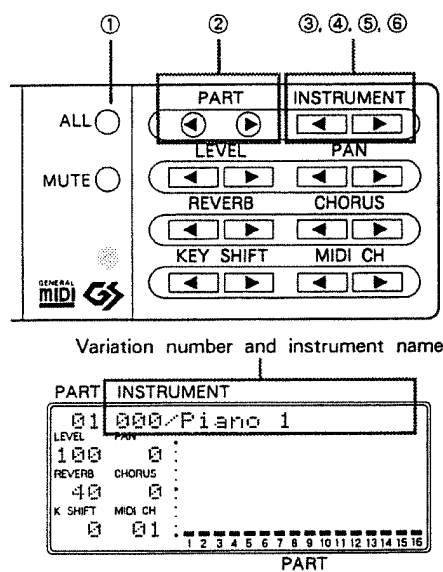 ① ② ③, ④, ⑤, ⑥
PART INSTRUMENT
ALL
LEVEL PAN
MUTE
REVERB CHORUS
KEY SHIFT MIDI CH
GENERAL
MIDI GS
Variation number and instrument name
PART INSTRUMENT
01 000/Piano 1
LEVEL PAN
100 0
REVERB CHORUS
40 0
K SHIFT MIDI CH
0 01 1 2 3 4 5 6 7 8 9 10 11 12 13 14 15 16
PART